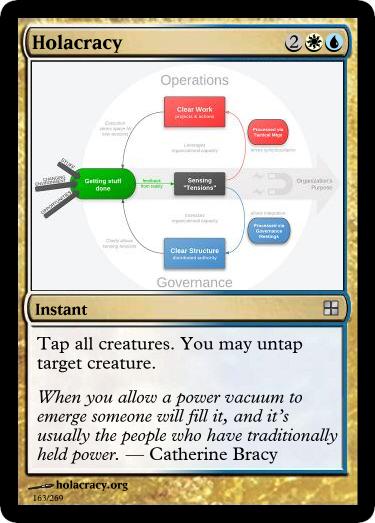 Holacracy 2
Operations
Clear Work
projects & actions
Processed via
Tactical Mtgs
Getting stuff
done
feedback
from reality
Sensing
"Tensions"
Organization's
Purpose
Clear Structure
distributed authority
Processed via
Governance
Meetings
Governance
Instant
Tap all creatures. You may untap
target creature.
When you allow a power vacuum to
emerge someone will fill it, and it's
usually the people who have traditionally
held power. — Catherine Bracy
holacracy.org
163/269